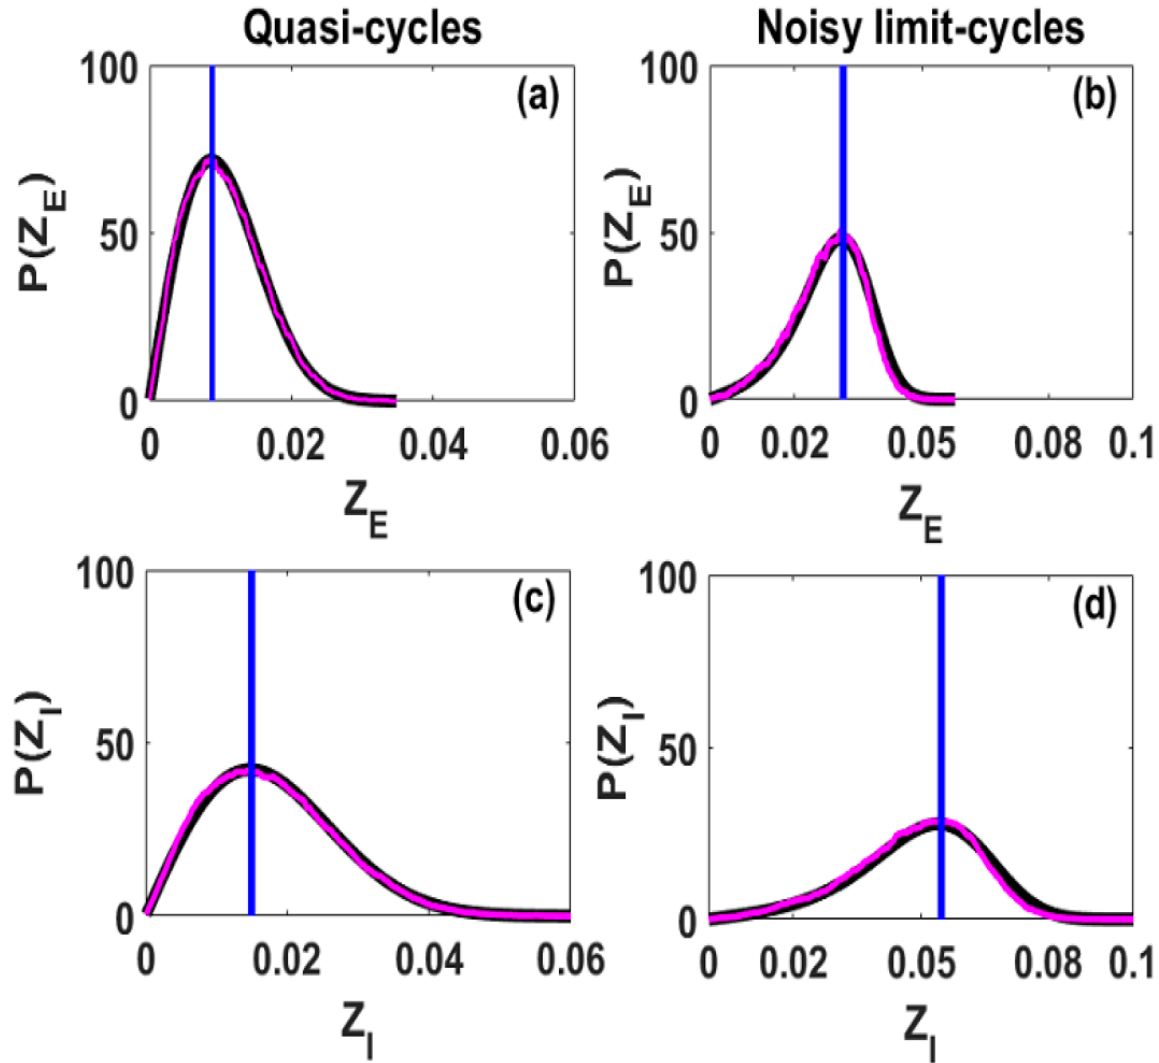 Quasi-cycles
Noisy limit-cycles
(a)
100
50
0
P(Z_E)
0 0.02 0.04 0.06
Z_E
(b)
100
50
0
P(Z_E)
0 0.02 0.05 0.08 0.1
Z_E
(c)
100
50
0
P(Z_I)
0 0.02 0.04 0.06
Z_I
(d)
100
50
0
P(Z_I)
0 0.02 0.05 0.08 0.1
Z_I